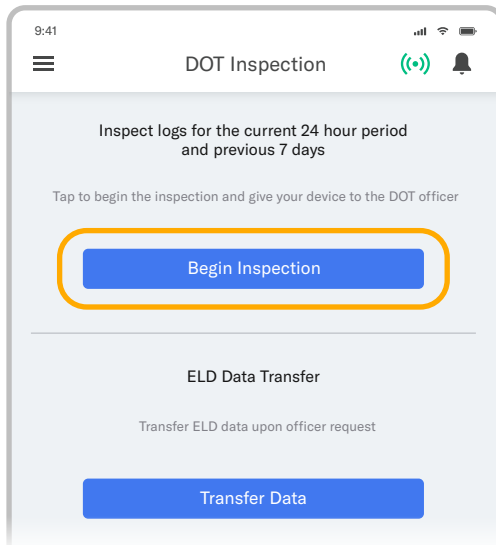 9:41
DOT Inspection
Inspect logs for the current 24 hour period
and previous 7 days
Tap to begin the inspection and give your device to the DOT officer
Begin Inspection
ELD Data Transfer
Transfer ELD data upon officer request
Transfer Data